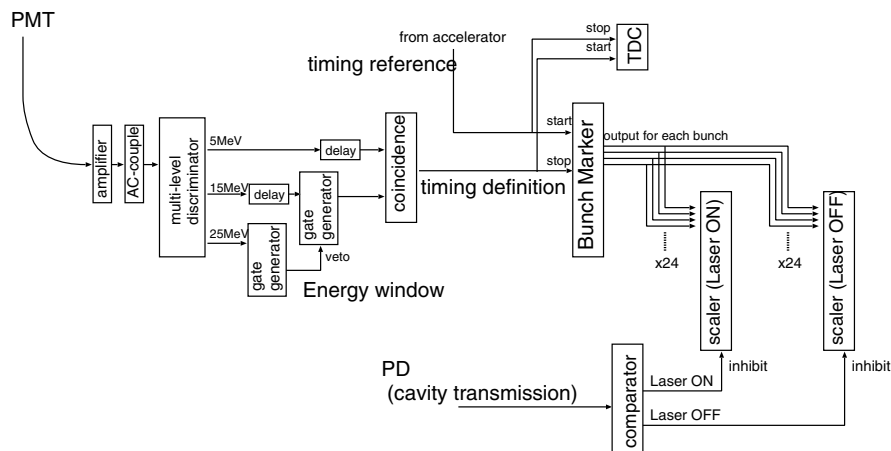 PMT
from accelerator
timing reference
stop
start
TDC
amplifier
AC-couple
multi-level
discriminator
5MeV
15MeV
25MeV
delay
delay
gate
generator
gate
generator
veto
Energy window
coincidence
timing definition
start
stop
Bunch Marker
output for each bunch
x24
x24
scaler (Laser ON)
scaler (Laser OFF)
inhibit
inhibit
PD
(cavity transmission)
comparator
Laser ON
Laser OFF